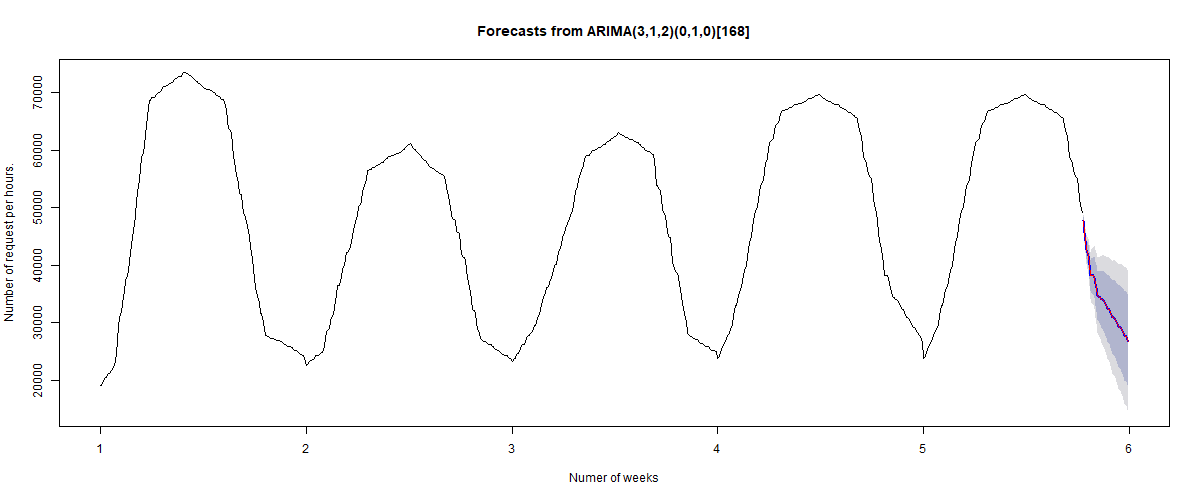 Forecasts from ARIMA(3,1,2)(0,1,0)[168]
Number of request per hours.
70000
60000
50000
40000
30000
20000
1 2 3 4 5 6
Numer of weeks